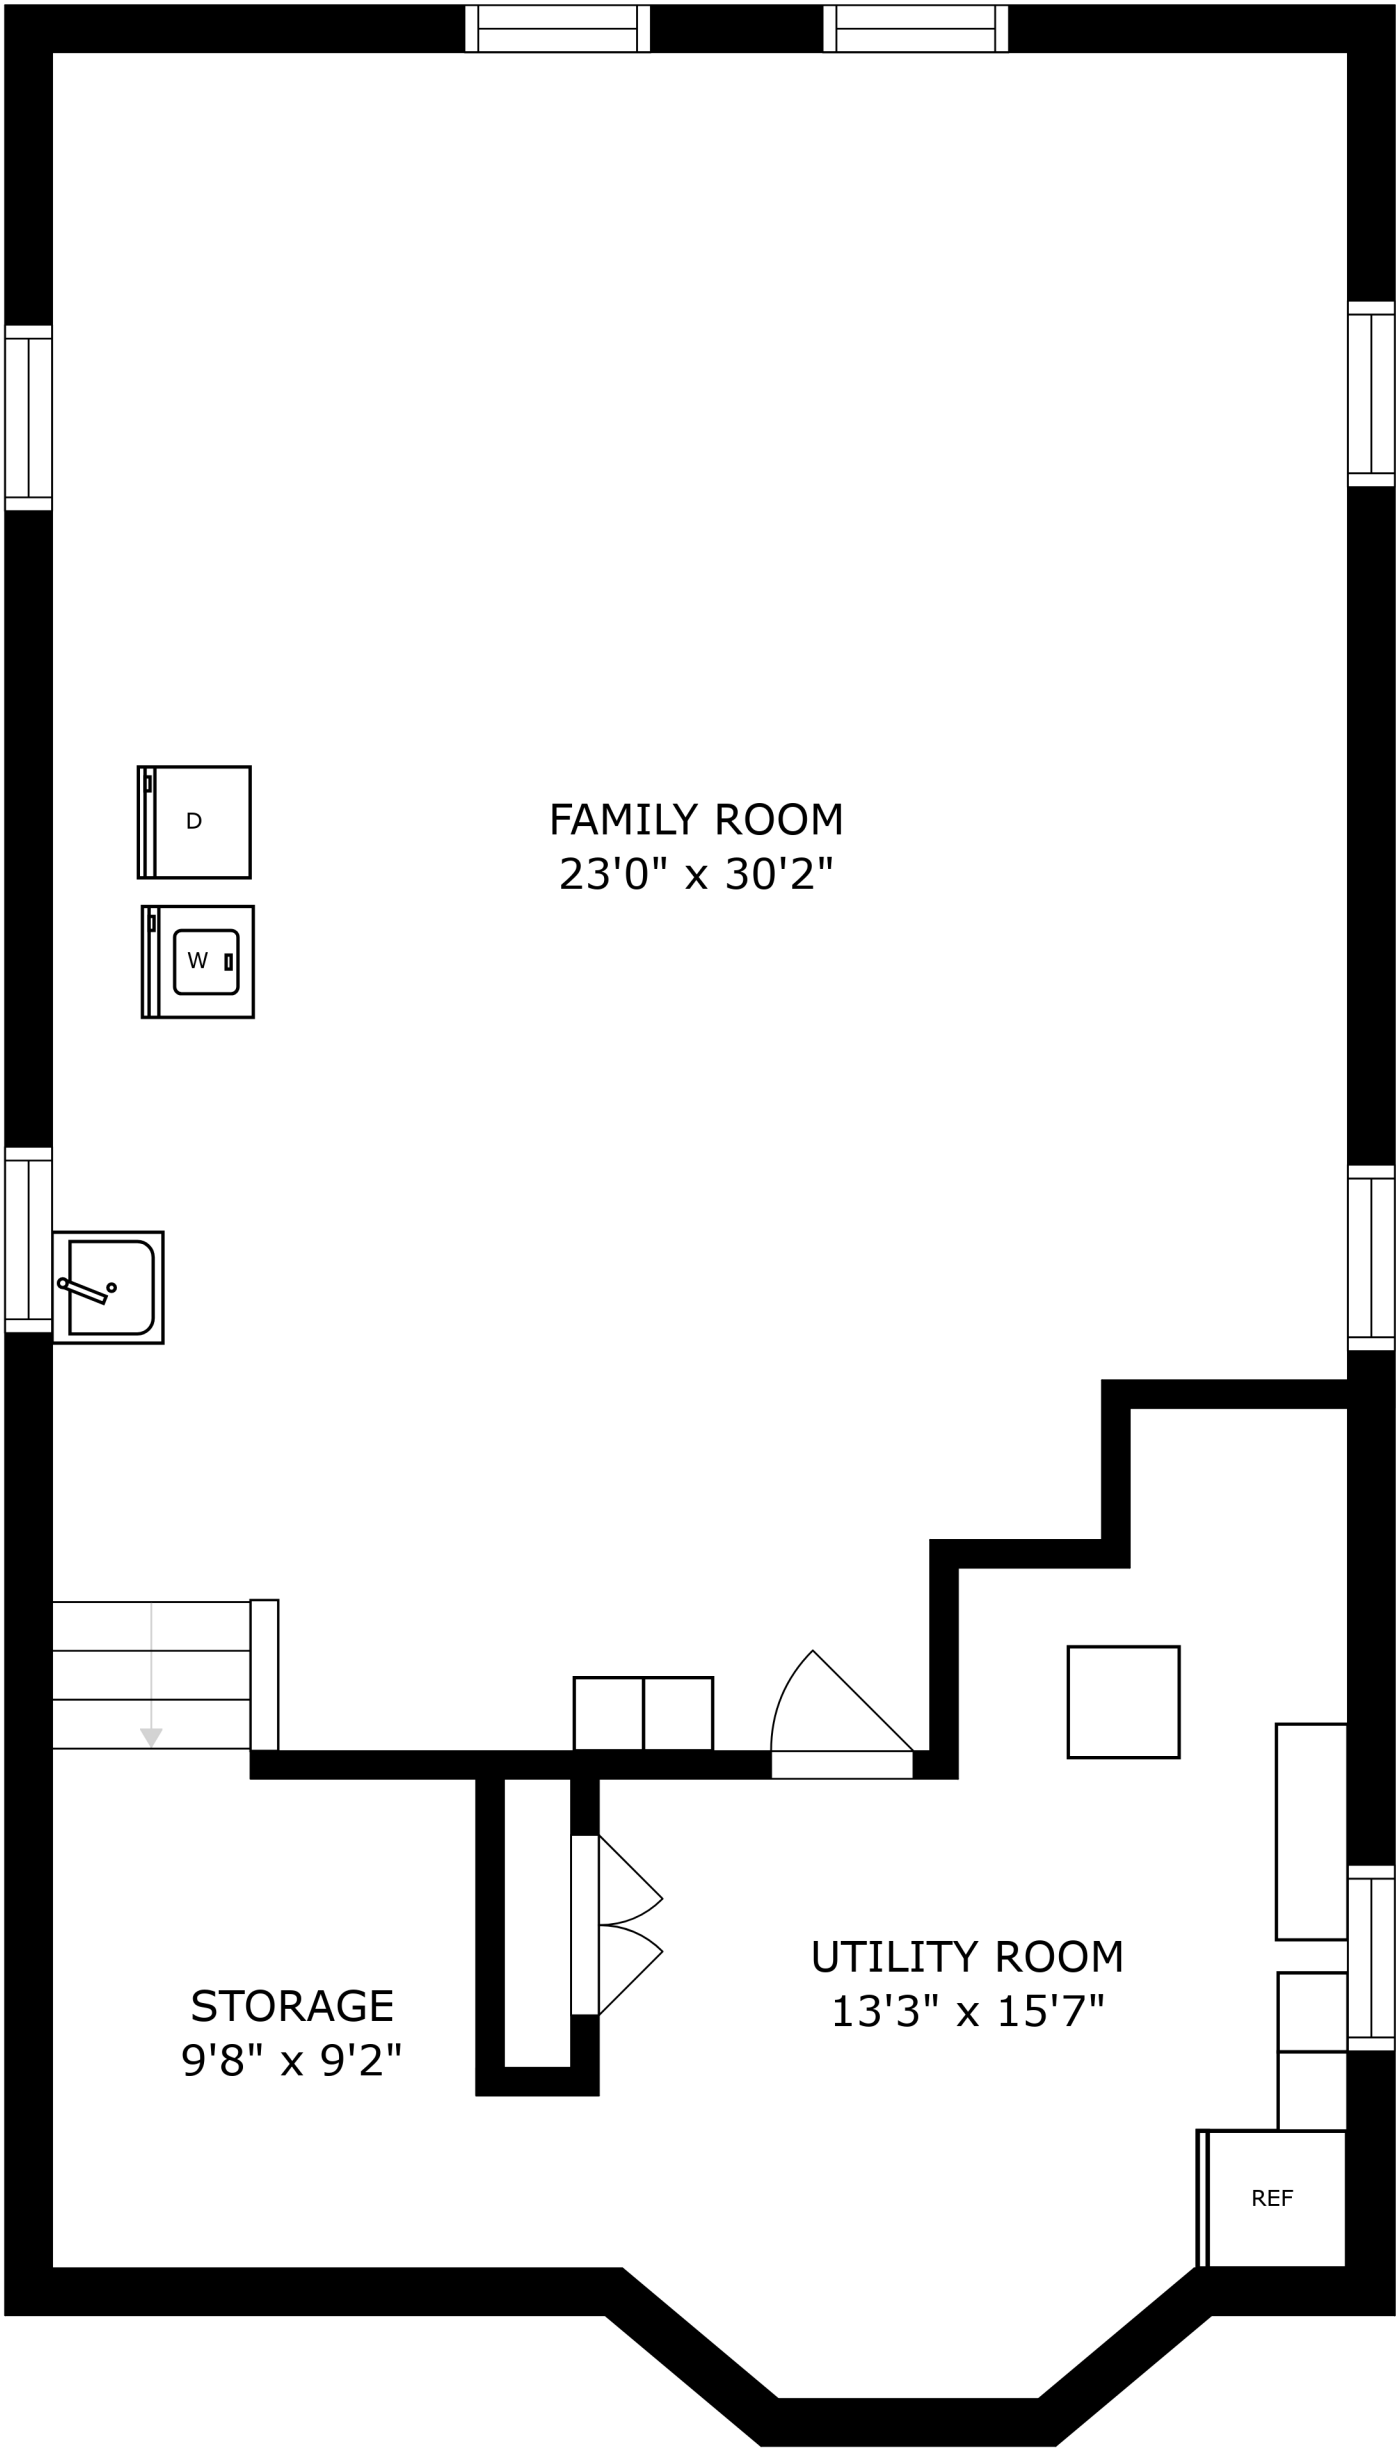 D
FAMILY ROOM
23'0" x 30'2"
W
UTILITY ROOM
13'3" x 15'7"
STORAGE
9'8" x 9'2"
REF